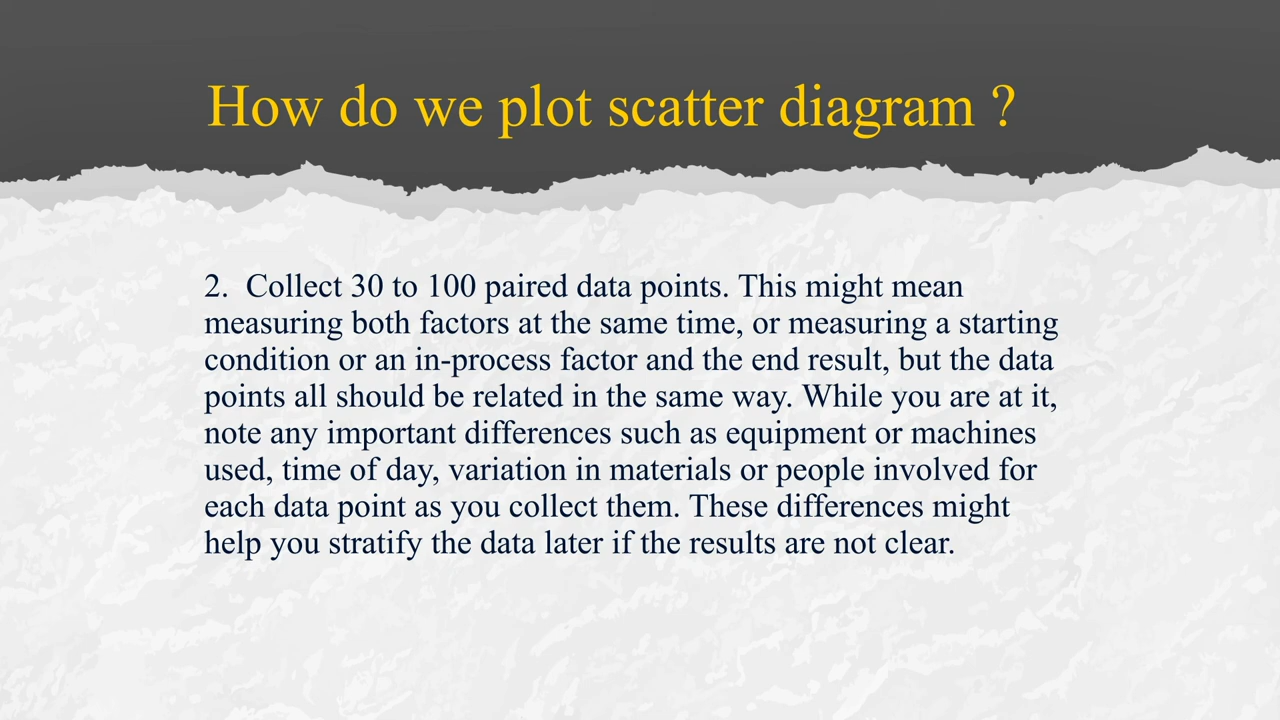 How do we plot scatter diagram ?
2.  Collect 30 to 100 paired data points. This might mean
measuring both factors at the same time, or measuring a starting
condition or an in-process factor and the end result, but the data
points all should be related in the same way. While you are at it,
note any important differences such as equipment or machines
used, time of day, variation in materials or people involved for
each data point as you collect them. These differences might
help you stratify the data later if the results are not clear.